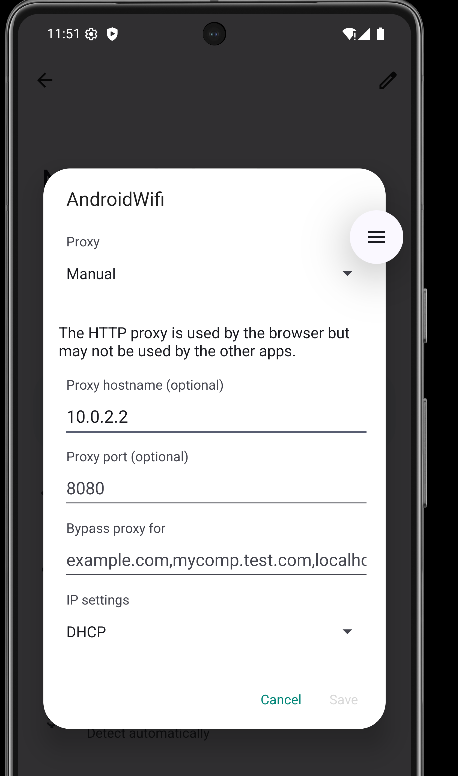 11:51
AndroidWifi
Proxy
Manual
The HTTP proxy is used by the browser but
may not be used by the other apps.
Proxy hostname (optional)
10.0.2.2
Proxy port (optional)
8080
Bypass proxy for
example.com,mycomp.test.com,localhc
IP settings
DHCP
Cancel Save
Detect automatically